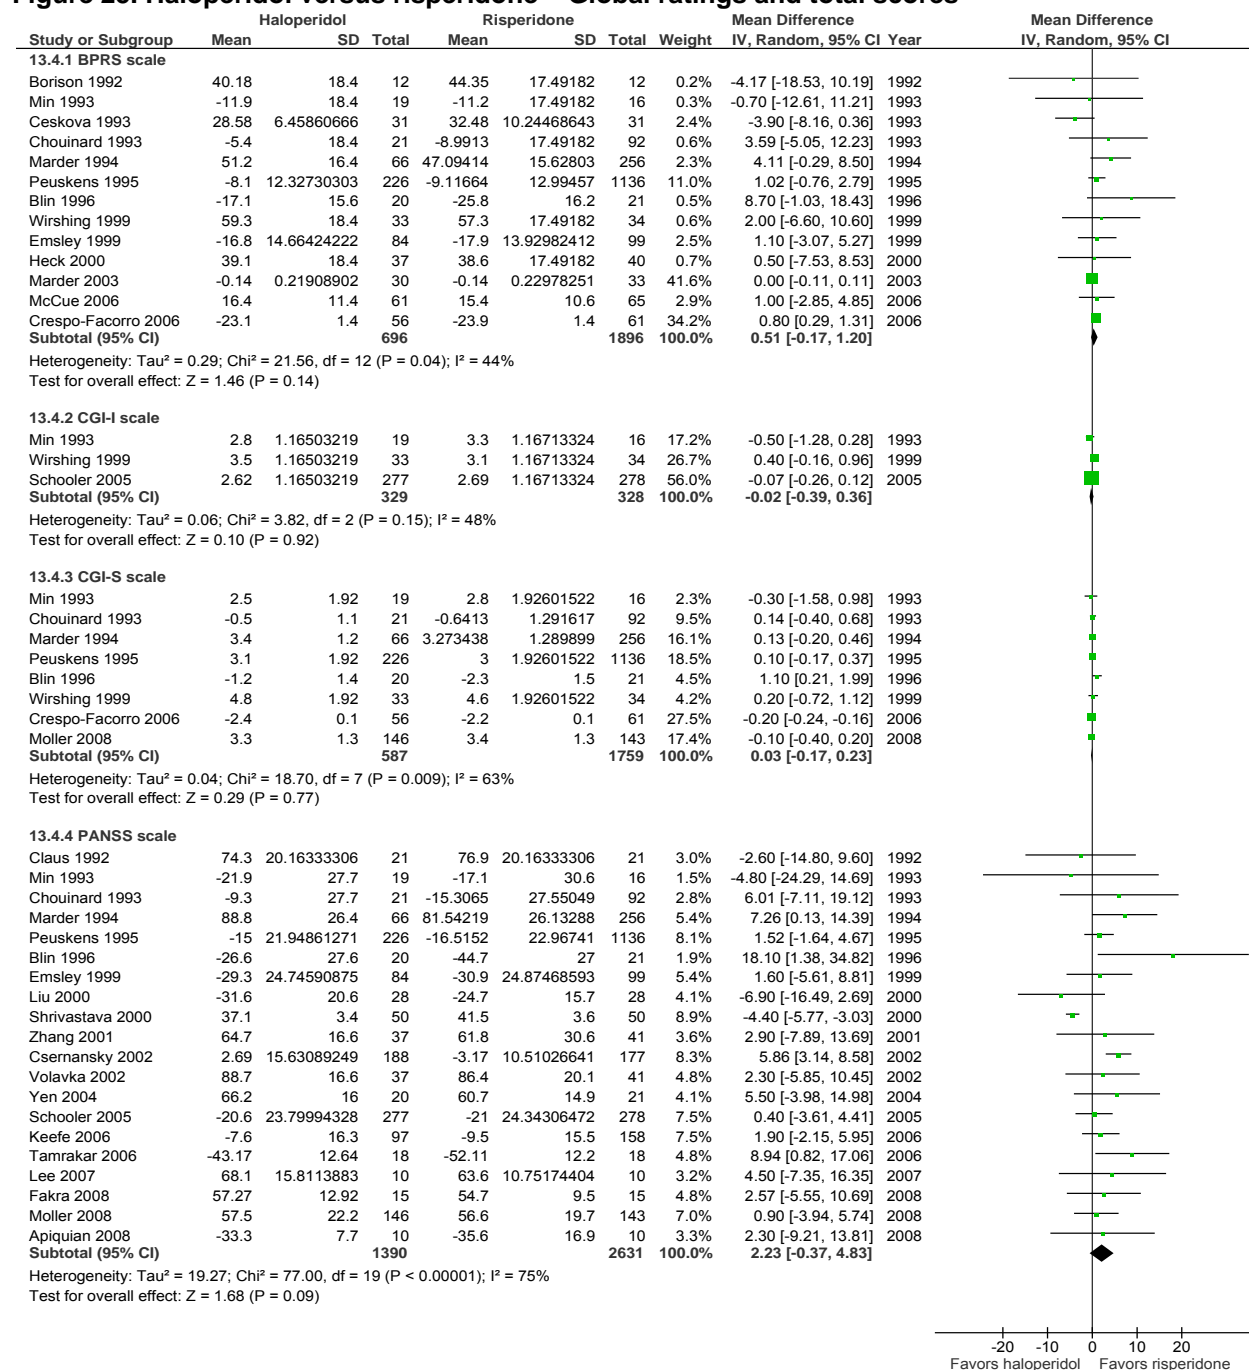 Figure 23. Haloperidol versus risperidone – Global ratings and total scores
Haloperidol Risperidone Mean Difference Mean Difference
Study or Subgroup Mean SD Total Mean SD Total Weight IV, Random, 95% CI Year IV, Random, 95% CI
13.4.1 BPRS scale
Borison 1992 40.18 18.4 12 44.35 17.49182 12 0.2% -4.17 [-18.53, 10.19] 1992
Min 1993 -11.9 18.4 19 -11.2 17.49182 16 0.3% -0.70 [-12.61, 11.21] 1993
Ceskova 1993 28.58 6.45860666 31 32.48 10.24468643 31 2.4% -3.90 [-8.16, 0.36] 1993
Chouinard 1993 -5.4 18.4 21 -8.9913 17.49182 92 0.6% 3.59 [-5.05, 12.23] 1993
Marder 1994 51.2 16.4 66 47.09414 15.62803 256 2.3% 4.11 [-0.29, 8.50] 1994
Peuskens 1995 -8.1 12.32730303 226 -9.11664 12.99457 1136 11.0% 1.02 [-0.76, 2.79] 1995
Blin 1996 -17.1 15.6 20 -25.8 16.2 21 0.5% 8.70 [-1.03, 18.43] 1996
Wirshing 1999 59.3 18.4 33 57.3 17.49182 34 0.6% 2.00 [-6.60, 10.60] 1999
Emsley 1999 -16.8 14.66424222 84 -17.9 13.92982412 99 2.5% 1.10 [-3.07, 5.27] 1999
Heck 2000 39.1 18.4 37 38.6 17.49182 40 0.7% 0.50 [-7.53, 8.53] 2000
Marder 2003 -0.14 0.21908902 30 -0.14 0.22978251 33 41.6% 0.00 [-0.11, 0.11] 2003
McCue 2006 16.4 11.4 61 15.4 10.6 65 2.9% 1.00 [-2.85, 4.85] 2006
Crespo-Facorro 2006 -23.1 1.4 56 -23.9 1.4 61 34.2% 0.80 [0.29, 1.31] 2006
Subtotal (95% CI) 696 1896 100.0% 0.51 [-0.17, 1.20]
Heterogeneity: Tau² = 0.29; Chi² = 21.56, df = 12 (P = 0.04); I² = 44%
Test for overall effect: Z = 1.46 (P = 0.14)
13.4.2 CGI-I scale
Min 1993 2.8 1.16503219 19 3.3 1.16713324 16 17.2% -0.50 [-1.28, 0.28] 1993
Wirshing 1999 3.5 1.16503219 33 3.1 1.16713324 34 26.7% 0.40 [-0.16, 0.96] 1999
Schooler 2005 2.62 1.16503219 277 2.69 1.16713324 278 56.0% -0.07 [-0.26, 0.12] 2005
Subtotal (95% CI) 329 328 100.0% -0.02 [-0.39, 0.36]
Heterogeneity: Tau² = 0.06; Chi² = 3.82, df = 2 (P = 0.15); I² = 48%
Test for overall effect: Z = 0.10 (P = 0.92)
13.4.3 CGI-S scale
Min 1993 2.5 1.92 19 2.8 1.92601522 16 2.3% -0.30 [-1.58, 0.98] 1993
Chouinard 1993 -0.5 1.1 21 -0.6413 1.291617 92 9.5% 0.14 [-0.40, 0.68] 1993
Marder 1994 3.4 1.2 66 3.273438 1.289899 256 16.1% 0.13 [-0.20, 0.46] 1994
Peuskens 1995 3.1 1.92 226 3 1.92601522 1136 18.5% 0.10 [-0.17, 0.37] 1995
Blin 1996 -1.2 1.4 20 -2.3 1.5 21 4.5% 1.10 [0.21, 1.99] 1996
Wirshing 1999 4.8 1.92 33 4.6 1.92601522 34 4.2% 0.20 [-0.72, 1.12] 1999
Crespo-Facorro 2006 -2.4 0.1 56 -2.2 0.1 61 27.5% -0.20 [-0.24, -0.16] 2006
Moller 2008 3.3 1.3 146 3.4 1.3 143 17.4% -0.10 [-0.40, 0.20] 2008
Subtotal (95% CI) 587 1759 100.0% 0.03 [-0.17, 0.23]
Heterogeneity: Tau² = 0.04; Chi² = 18.70, df = 7 (P = 0.009); I² = 63%
Test for overall effect: Z = 0.29 (P = 0.77)
13.4.4 PANSS scale
Claus 1992 74.3 20.16333306 21 76.9 20.16333306 21 3.0% -2.60 [-14.80, 9.60] 1992
Min 1993 -21.9 27.7 19 -17.1 30.6 16 1.5% -4.80 [-24.29, 14.69] 1993
Chouinard 1993 -9.3 27.7 21 -15.3065 27.55049 92 2.8% 6.01 [-7.11, 19.12] 1993
Marder 1994 88.8 26.4 66 81.54219 26.13288 256 5.4% 7.26 [0.13, 14.39] 1994
Peuskens 1995 -15 21.94861271 226 -16.5152 22.96741 1136 8.1% 1.52 [-1.64, 4.67] 1995
Blin 1996 -26.6 27.6 20 -44.7 27 21 1.9% 18.10 [1.38, 34.82] 1996
Emsley 1999 -29.3 24.74590875 84 -30.9 24.87468593 99 5.4% 1.60 [-5.61, 8.81] 1999
Liu 2000 -31.6 20.6 28 -24.7 15.7 28 4.1% -6.90 [-16.49, 2.69] 2000
Shrivastava 2000 37.1 3.4 50 41.5 3.6 50 8.9% -4.40 [-5.77, -3.03] 2000
Zhang 2001 64.7 16.6 37 61.8 30.6 41 3.6% 2.90 [-7.89, 13.69] 2001
Csernansky 2002 2.69 15.63089249 188 -3.17 10.51026641 177 8.3% 5.86 [3.14, 8.58] 2002
Volavka 2002 88.7 16.6 37 86.4 20.1 41 4.8% 2.30 [-5.85, 10.45] 2002
Yen 2004 66.2 16 20 60.7 14.9 21 4.1% 5.50 [-3.98, 14.98] 2004
Schooler 2005 -20.6 23.79994328 277 -21 24.34306472 278 7.5% 0.40 [-3.61, 4.41] 2005
Keefe 2006 -7.6 16.3 97 -9.5 15.5 158 7.5% 1.90 [-2.15, 5.95] 2006
Tamrakar 2006 -43.17 12.64 18 -52.11 12.2 18 4.8% 8.94 [0.82, 17.06] 2006
Lee 2007 68.1 15.8113883 10 63.6 10.75174404 10 3.2% 4.50 [-7.35, 16.35] 2007
Fakra 2008 57.27 12.92 15 54.7 9.5 15 4.8% 2.57 [-5.55, 10.69] 2008
Moller 2008 57.5 22.2 146 56.6 19.7 143 7.0% 0.90 [-3.94, 5.74] 2008
Apiquian 2008 -33.3 7.7 10 -35.6 16.9 10 3.3% 2.30 [-9.21, 13.81] 2008
Subtotal (95% CI) 1390 2631 100.0% 2.23 [-0.37, 4.83]
Heterogeneity: Tau² = 19.27; Chi² = 77.00, df = 19 (P < 0.00001); I² = 75%
Test for overall effect: Z = 1.68 (P = 0.09)
-20 -10 0 10 20
Favors haloperidol Favors risperidone